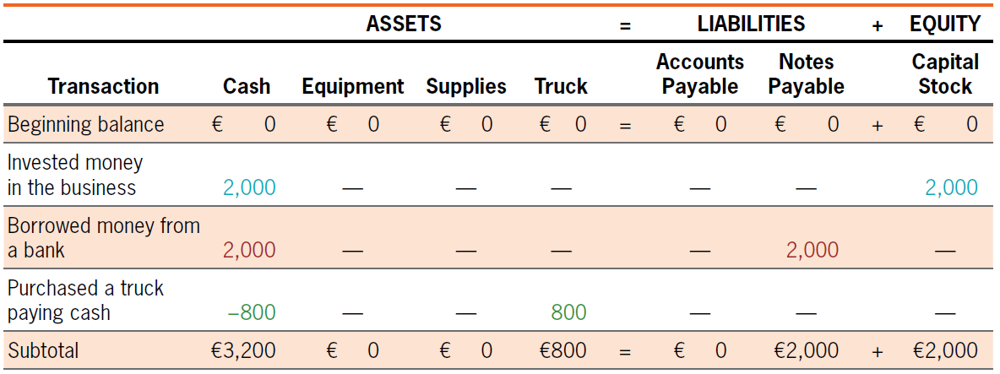 ASSETS = LIABILITIES + EQUITY
Transaction Cash Equipment Supplies Truck Accounts Payable Notes Payable Capital Stock
Beginning balance € 0 € 0 € 0 € 0 = € 0 € 0 + € 0
Invested money
in the business 2,000 — — — — — 2,000
Borrowed money from
a bank 2,000 — — — — 2,000 —
Purchased a truck
paying cash –800 — — 800 — — —
Subtotal €3,200 € 0 € 0 €800 = € 0 €2,000 + €2,000